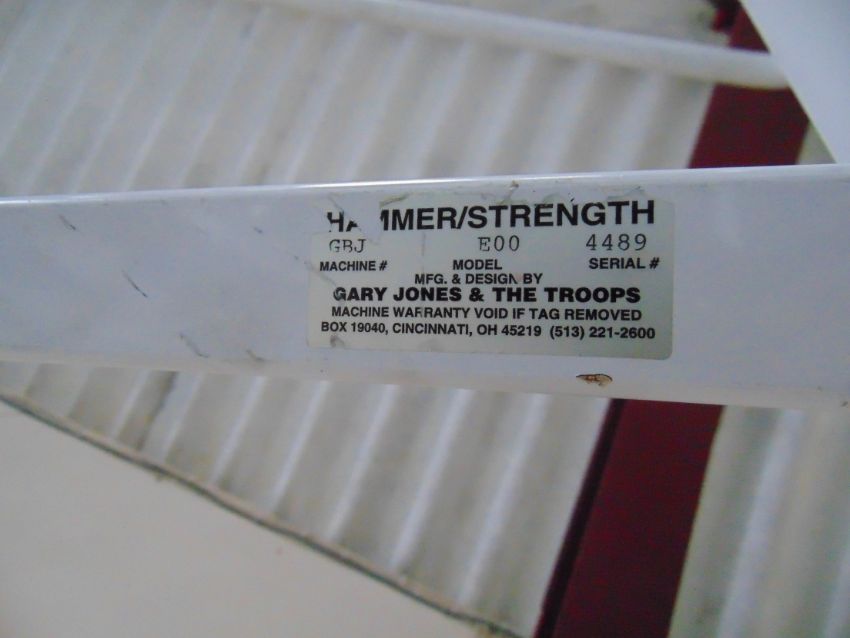 HAMMER/STRENGTH
GBJ E00 4489
MACHINE # MODEL SERIAL #
MFG. & DESIGN BY
GARY JONES & THE TROOPS
MACHINE WARRANTY VOID IF TAG REMOVED
BOX 19040, CINCINNATI, OH 45219 (513) 221-2600